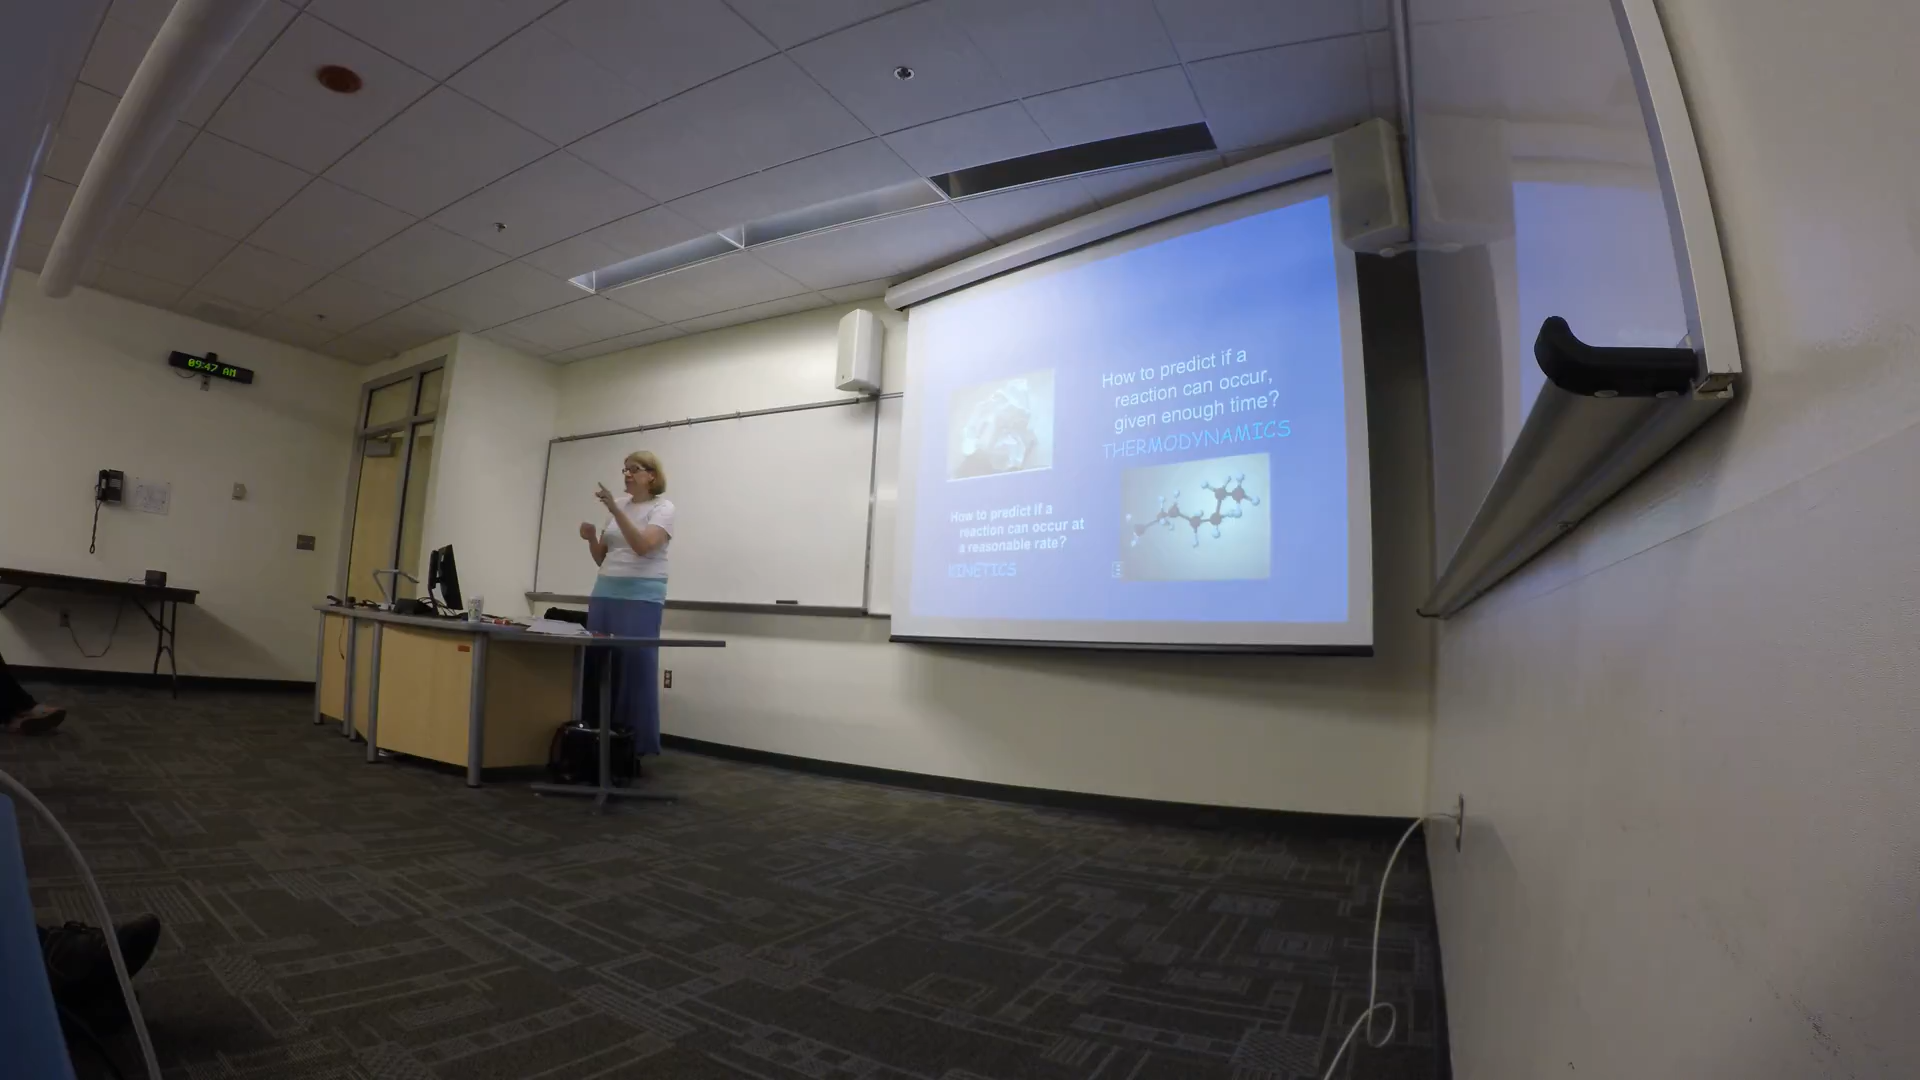 09:47 AM
How to predict if a
reaction can occur,
given enough time?
THERMODYNAMICS
How to predict if a
reaction can occur at
a reasonable rate?
KINETICS